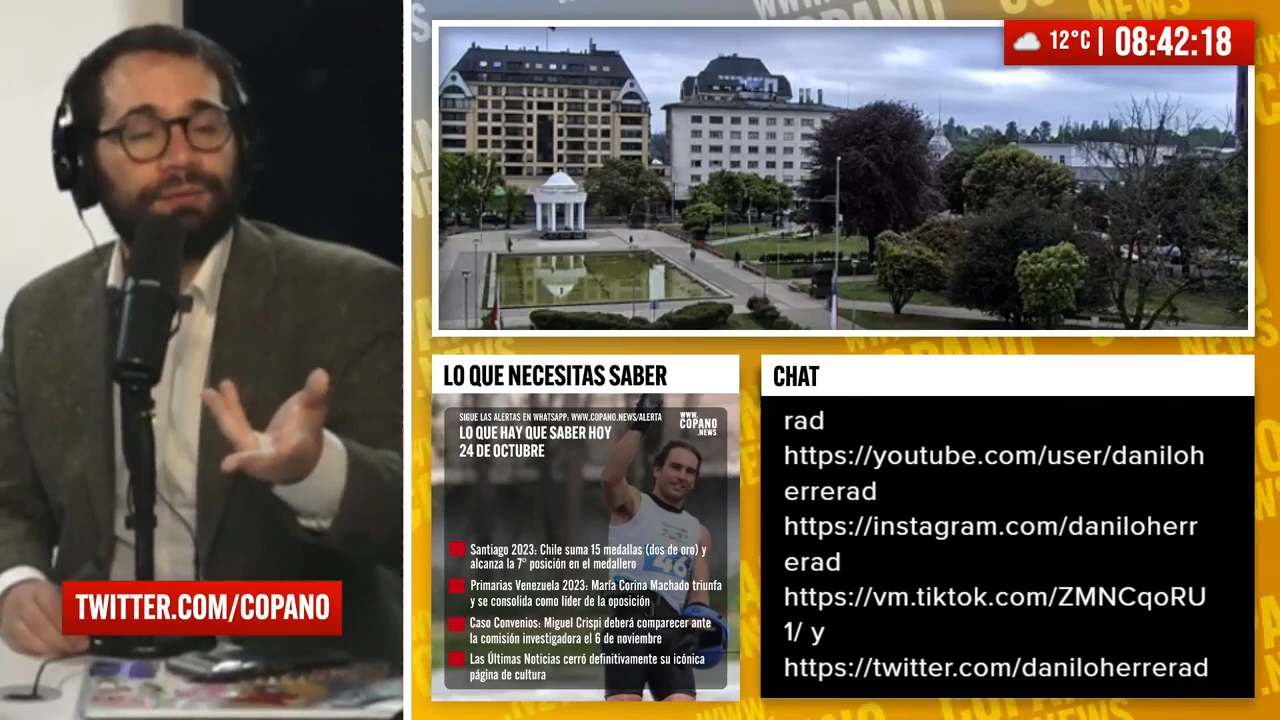 12°C | 08:42:18
LO QUE NECESITAS SABER
SIGUE LAS ALERTAS EN WHATSAPP: WWW.COPANO.NEWS/ALERTA
WWW.
COPANO
.NEWS
LO QUE HAY QUE SABER HOY
24 DE OCTUBRE
Santiago 2023: Chile suma 15 medallas (dos de oro) y
alcanza la 7° posición en el medallero
Primarias Venezuela 2023: María Corina Machado triunfa
y se consolida como líder de la oposición
Caso Convenios: Miguel Crispi deberá comparecer ante
la comisión investigadora el 6 de noviembre
Las Últimas Noticias cerró definitivamente su icónica
página de cultura
CHAT
rad
https://youtube.com/user/daniloh
errerad
https://instagram.com/daniloherr
erad
https://vm.tiktok.com/ZMNCqoRU
1/ y
https://twitter.com/daniloherrerad
TWITTER.COM/COPANO